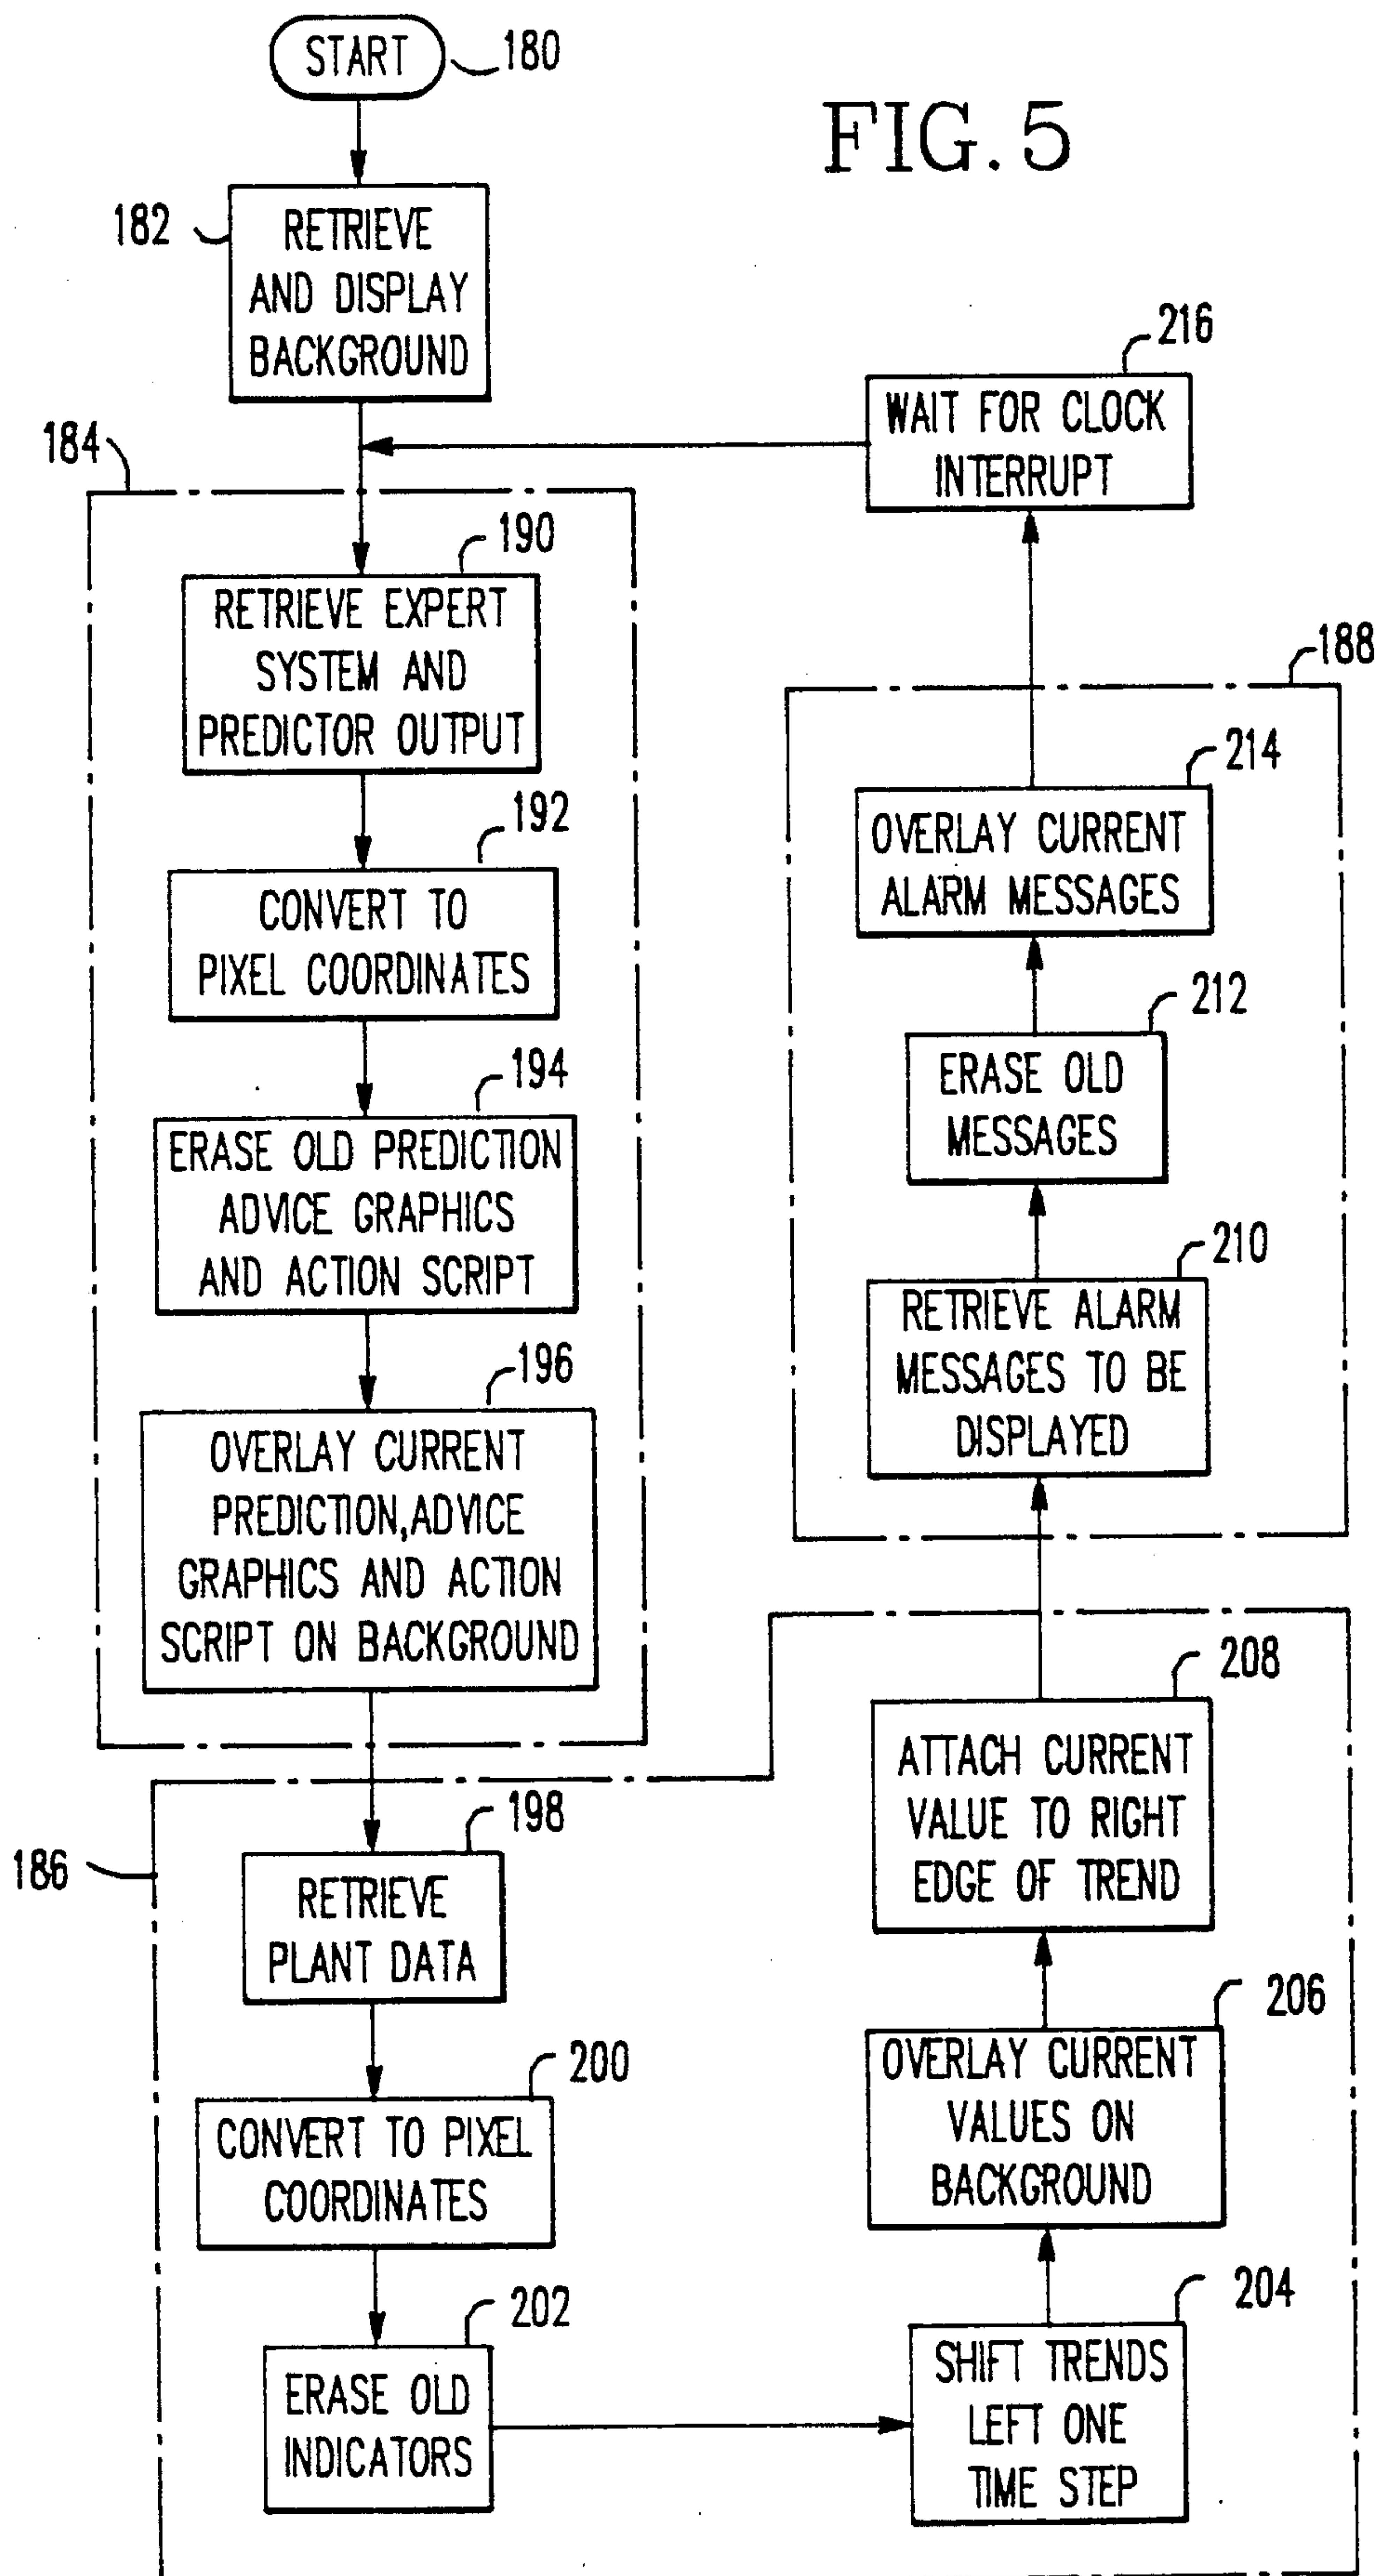 START
180
FIG. 5
182
RETRIEVE
AND DISPLAY
BACKGROUND
184
190
RETRIEVE EXPERT
SYSTEM AND
PREDICTOR OUTPUT
192
CONVERT TO
PIXEL COORDINATES
194
ERASE OLD PREDICTION
ADVICE GRAPHICS
AND ACTION SCRIPT
196
OVERLAY CURRENT
PREDICTION,ADVICE
GRAPHICS AND ACTION
SCRIPT ON BACKGROUND
186
198
RETRIEVE
PLANT DATA
200
CONVERT TO PIXEL
COORDINATES
202
ERASE OLD
INDICATORS
204
SHIFT TRENDS
LEFT ONE
TIME STEP
206
OVERLAY CURRENT
VALUES ON
BACKGROUND
208
ATTACH CURRENT
VALUE TO RIGHT
EDGE OF TREND
188
210
RETRIEVE ALARM
MESSAGES TO BE
DISPLAYED
212
ERASE OLD
MESSAGES
214
OVERLAY CURRENT
ALARM MESSAGES
216
WAIT FOR CLOCK
INTERRUPT